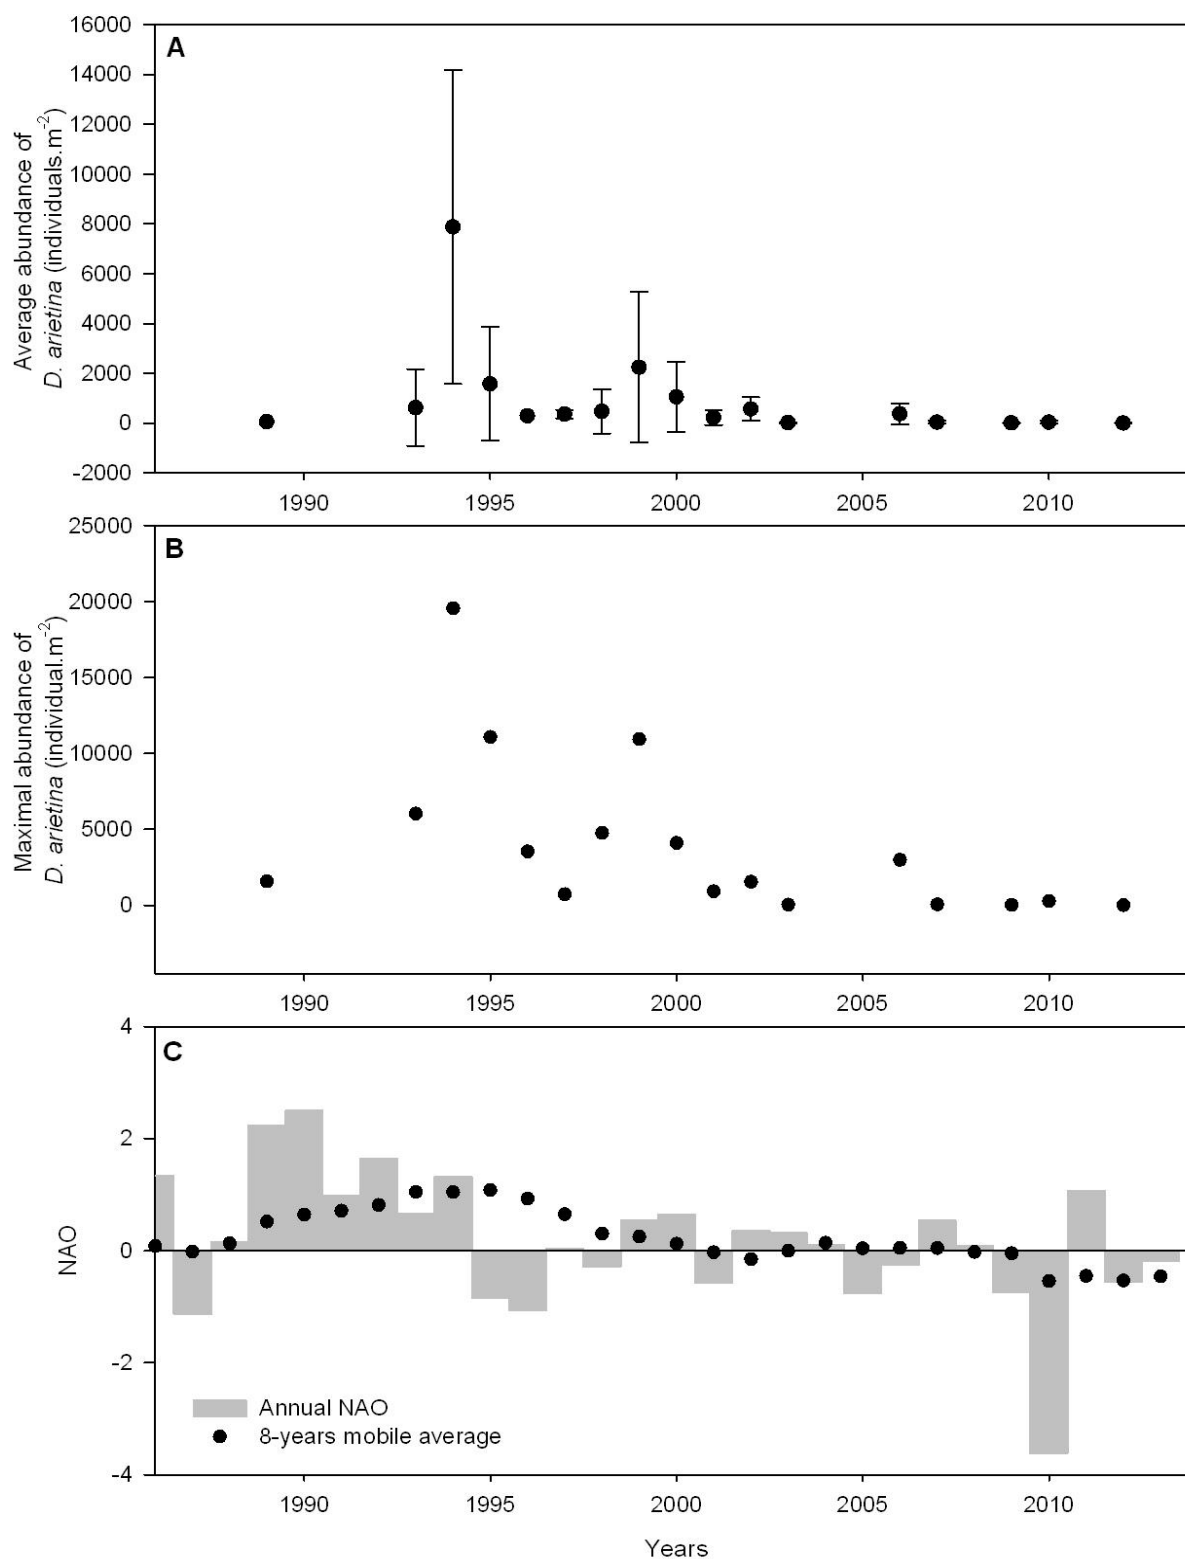 A
16000
14000
12000
10000
8000
6000
4000
2000
0
-2000
Average abundance of
D. arietina (individuals.m-2)
1990 1995 2000 2005 2010
B
25000
20000
15000
10000
5000
0
Maximal abundance of
D. arietina (individual.m-2)
1990 1995 2000 2005 2010
C
4
2
0
-2
-4
NAO
Annual NAO
8-years mobile average
1990 1995 2000 2005 2010
Years